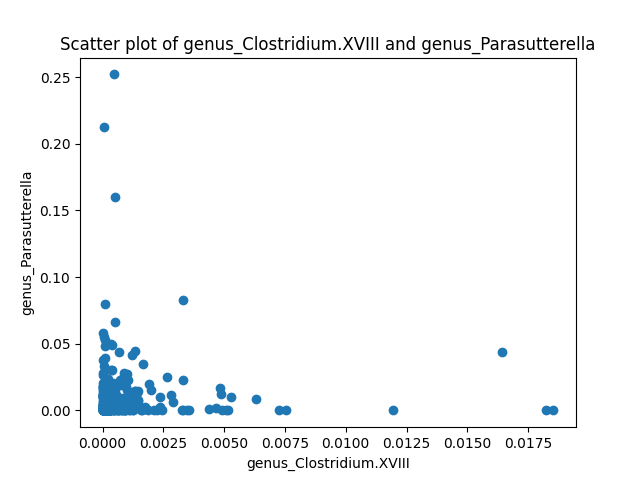 Scatter plot of genus_Clostridium.XVIII and genus_Parasutterella
0.25
0.20
0.15
0.10
0.05
0.00
genus_Parasutterella
0.0000 0.0025 0.0050 0.0075 0.0100 0.0125 0.0150 0.0175
genus_Clostridium.XVIII